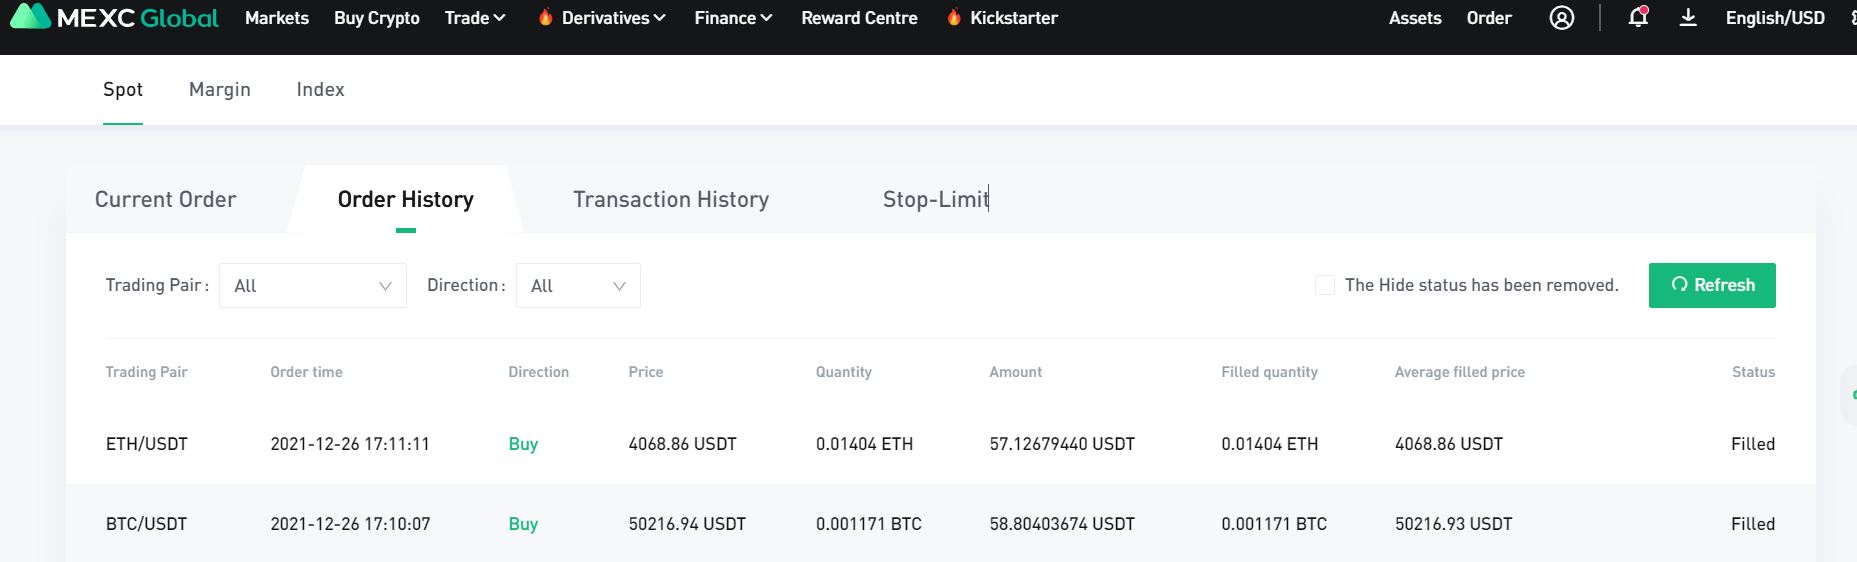 MEXC Global Markets Buy Crypto Trade Derivatives Finance Reward Centre Kickstarter Assets Order English/USD
Spot Margin Index
Current Order Order History Transaction History Stop-Limit
Trading Pair: All Direction: All The Hide status has been removed. Refresh
Trading Pair Order time Direction Price Quantity Amount Filled quantity Average filled price Status
ETH/USDT 2021-12-26 17:11:11 Buy 4068.86 USDT 0.01404 ETH 57.12679440 USDT 0.01404 ETH 4068.86 USDT Filled
BTC/USDT 2021-12-26 17:10:07 Buy 50216.94 USDT 0.001171 BTC 58.80403674 USDT 0.001171 BTC 50216.93 USDT Filled